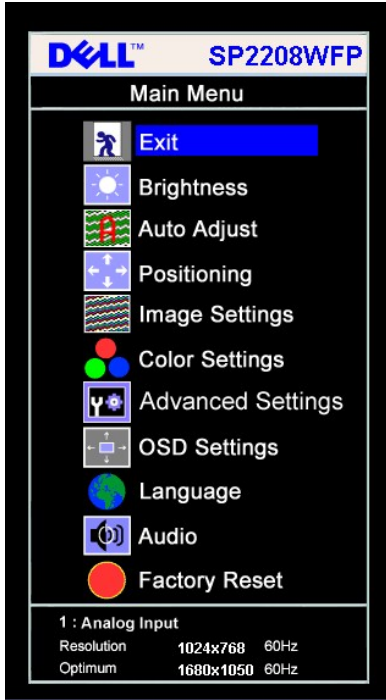 DELL™ SP2208WFP
Main Menu
Exit
Brightness
Auto Adjust
Positioning
Image Settings
Color Settings
Advanced Settings
OSD Settings
Language
Audio
Factory Reset
1 : Analog Input
Resolution 1024x768 60Hz
Optimum 1680x1050 60Hz